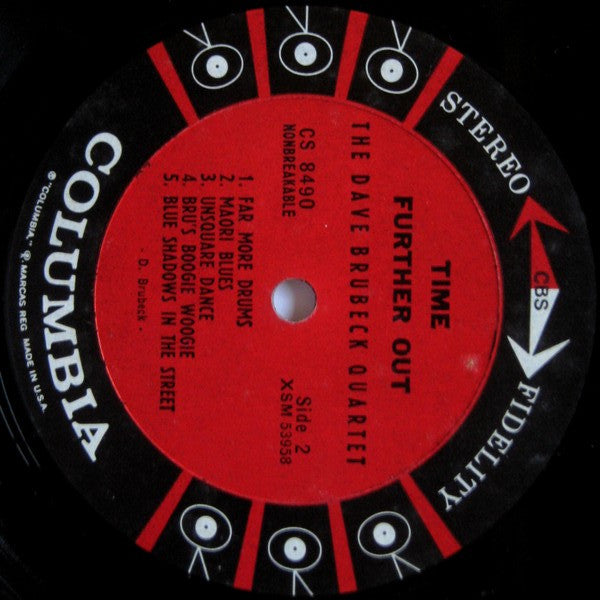 STEREO CBS FIDELITY
TIME
FURTHER OUT
THE DAVE BRUBECK QUARTET
CS 8490
NONBREAKABLE
Side 2
XSM 53958
1. FAR MORE DRUMS
2. MAORI BLUES
3. UNSQUARE DANCE
4. BRU'S BOOGIE WOOGIE
5. BLUE SHADOWS IN THE STREET
- D. Brubeck -
COLUMBIA
® "COLUMBIA," Ⓜ MARCAS REG. MADE IN U.S.A.